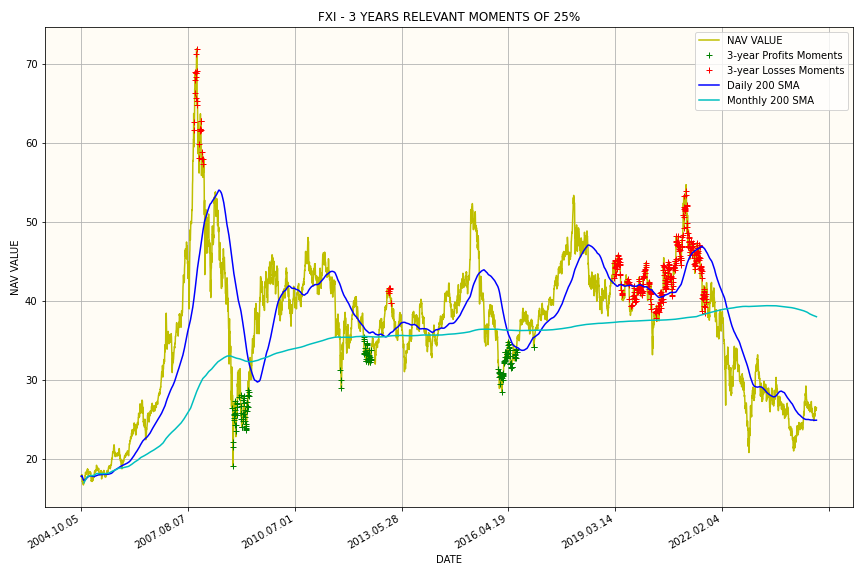 FXI - 3 YEARS RELEVANT MOMENTS OF 25%
NAV VALUE
3-year Profits Moments
3-year Losses Moments
Daily 200 SMA
Monthly 200 SMA
NAV VALUE
70
60
50
40
30
20
2004.10.05
2007.08.07
2010.07.01
2013.05.28
2016.04.19
2019.03.14
2022.02.04
DATE